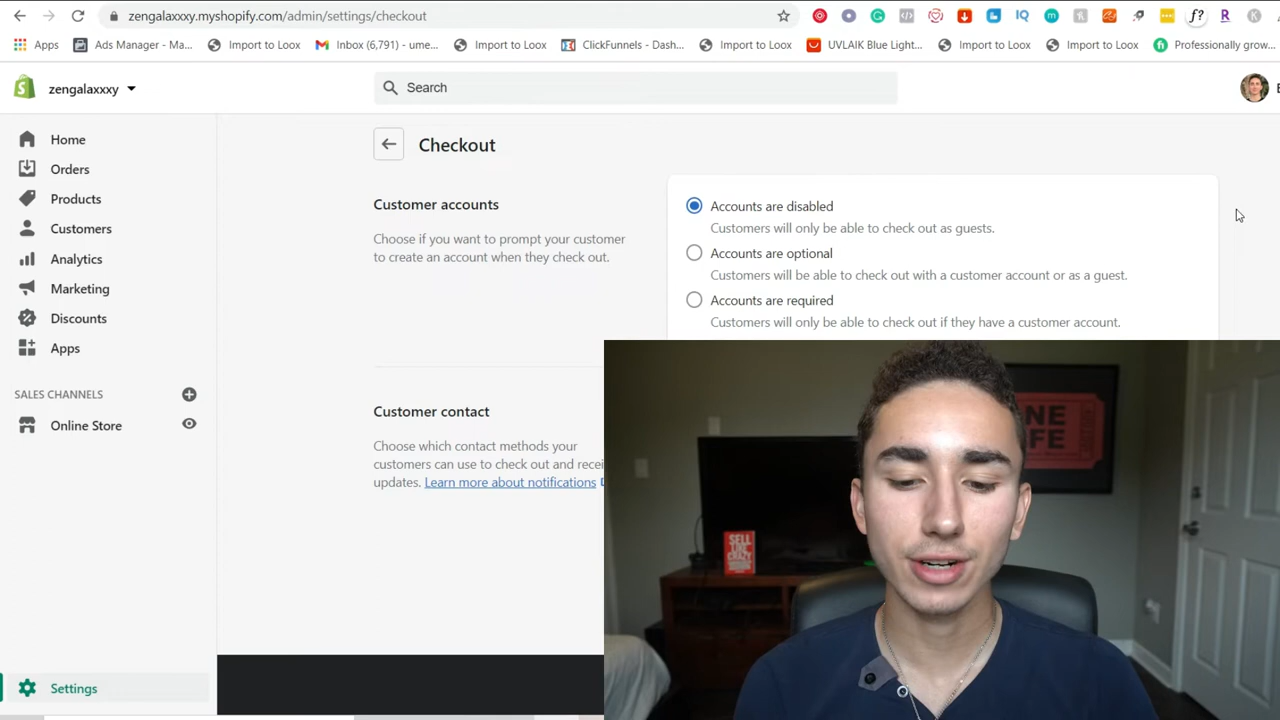 zengalaxxxy.myshopify.com/admin/settings/checkout
Apps
Ads Manager - Ma...
Import to Loox
Inbox (6,791) - ume...
Import to Loox
ClickFunnels - Dash...
Import to Loox
UVLAIK Blue Light...
Import to Loox
Import to Loox
Professionally grow...
zengalaxxxy
Search
Home
Orders
Products
Customers
Analytics
Marketing
Discounts
Apps
SALES CHANNELS
Online Store
Settings
Checkout
Customer accounts
Choose if you want to prompt your customer
to create an account when they check out.
Accounts are disabled
Customers will only be able to check out as guests.
Accounts are optional
Customers will be able to check out with a customer account or as a guest.
Accounts are required
Customers will only be able to check out if they have a customer account.
Customer contact
Choose which contact methods your
customers can use to check out and recei
updates. Learn more about notifications
NE
FE
SELL
LIKE
CRAZY